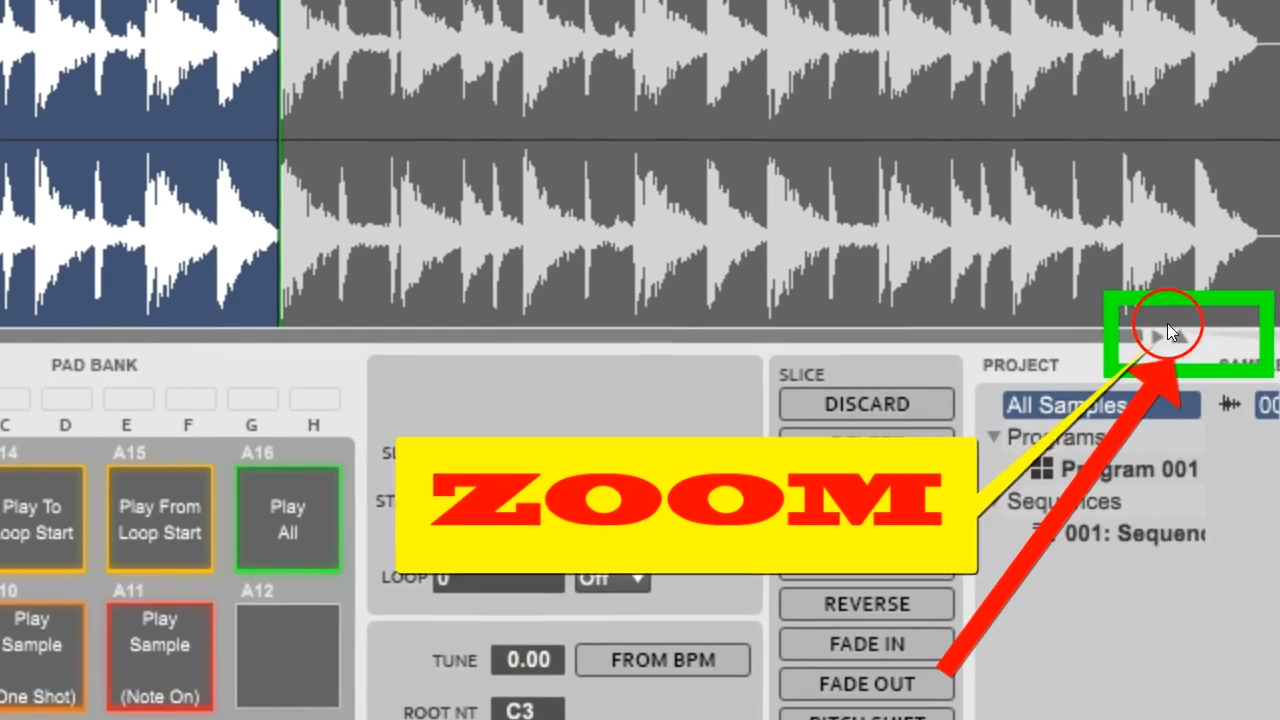 PAD BANK
C D E F G H
14 A15 A16
Play To
oop Start
Play From
Loop Start
Play
All
10 A11 A12
Play
Sample
One Shot)
Play
Sample
(Note On)
ZOOM
LOOP 0 Off
TUNE 0.00 FROM BPM
ROOT NT C3
SLICE
DISCARD
REVERSE
FADE IN
FADE OUT
PITCH SHIFT
PROJECT
All Samples
Programs
Program 001
Sequences
001: Sequenc